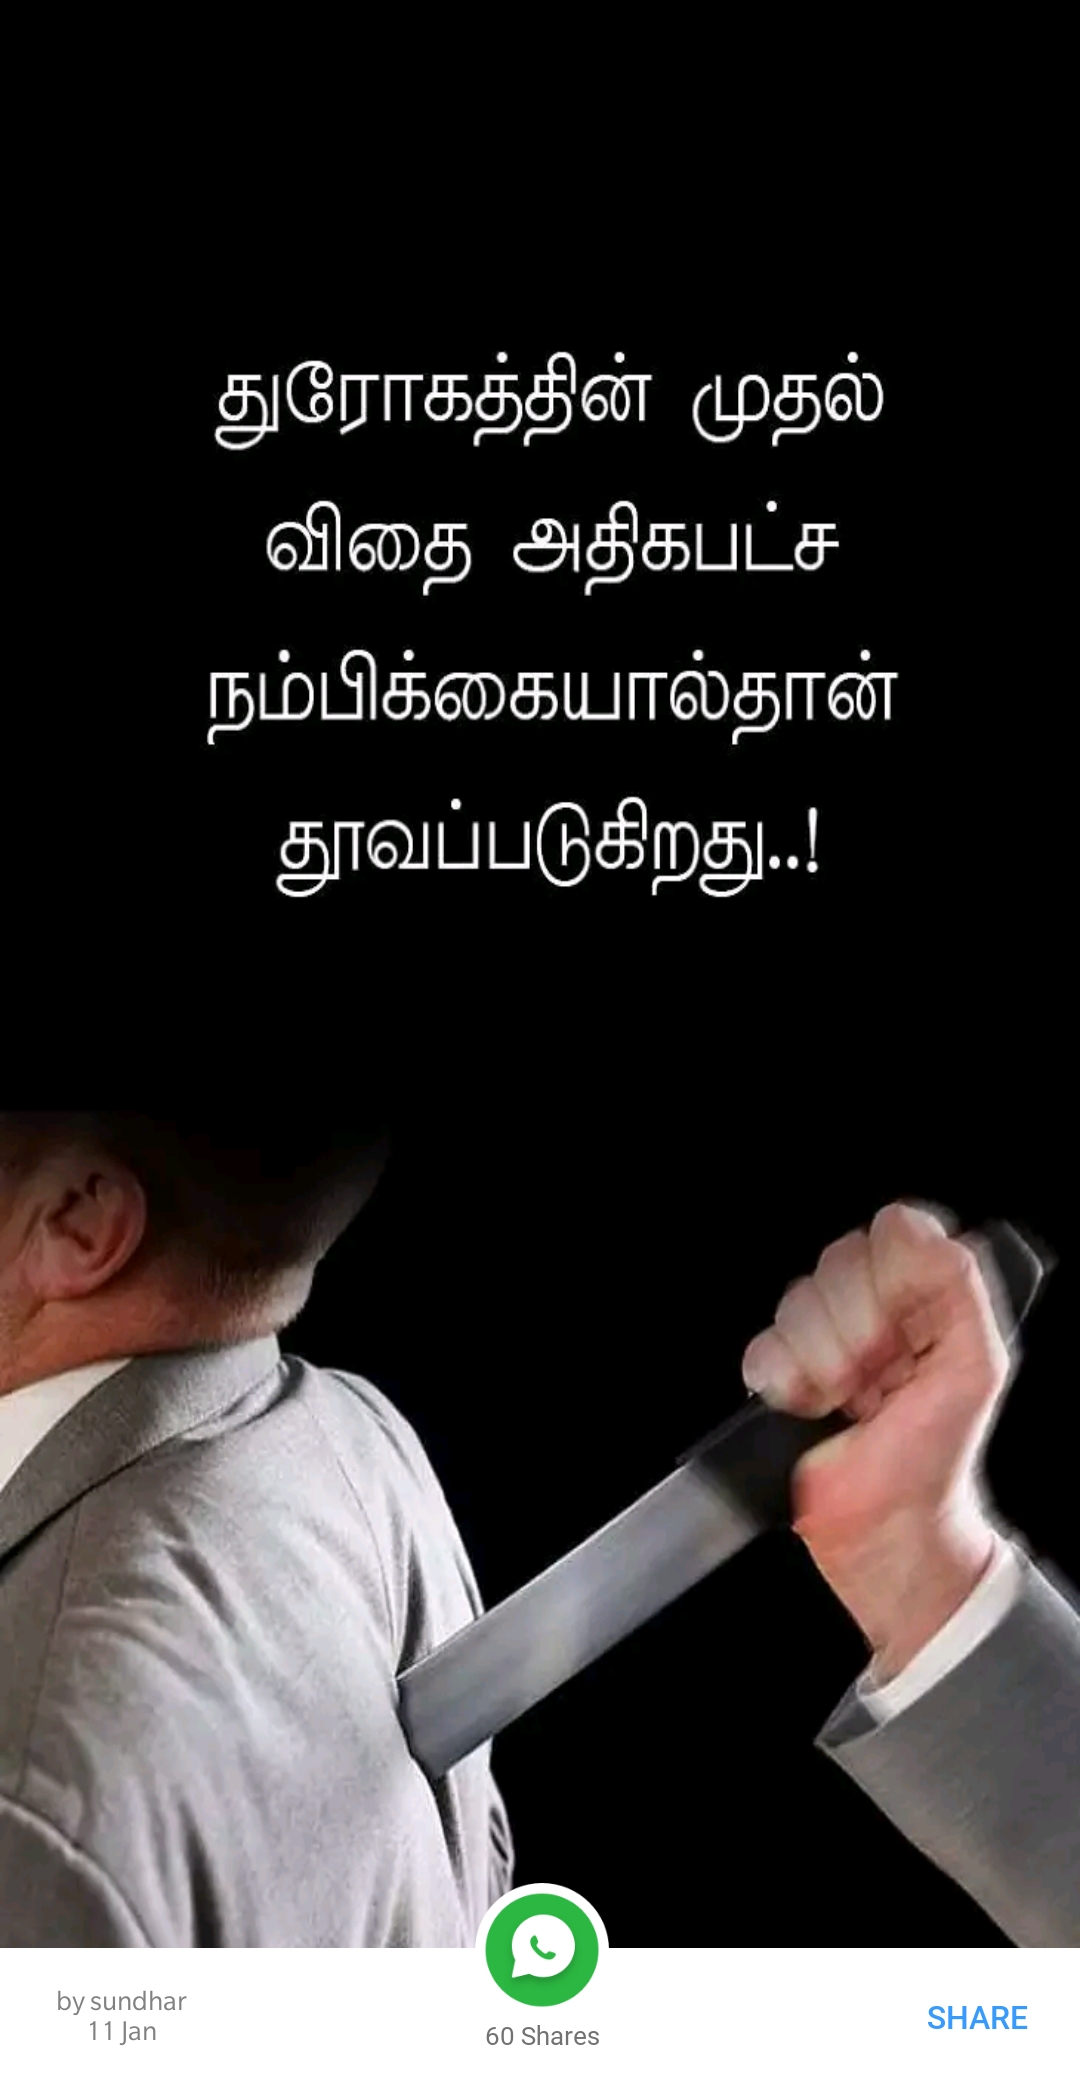 துரோகத்தின் முதல்
விதை அதிகபட்ச
நம்பிக்கையால்தான்
தூவப்படுகிறது..!
by sundhar
11 Jan
60 Shares
SHARE